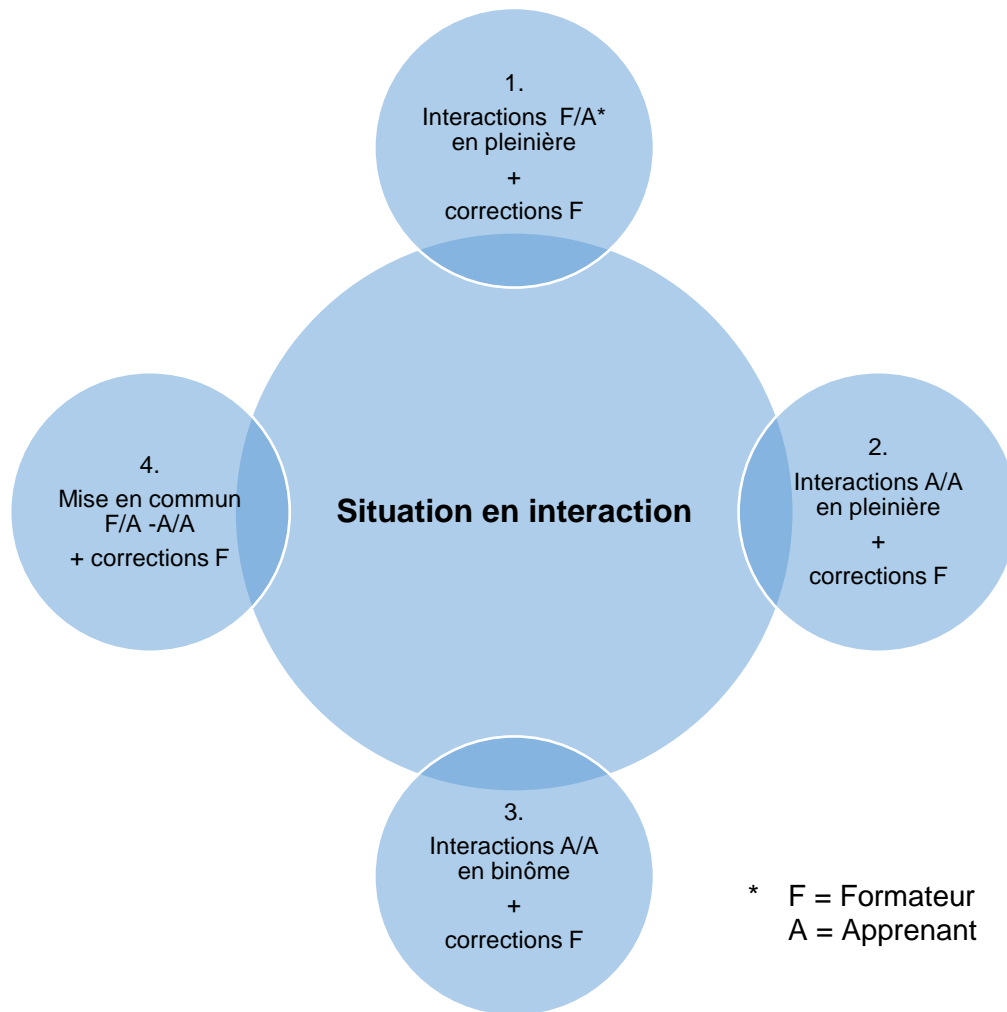 1.
Interactions F/A*
en pleinière
+
corrections F
2.
Interactions A/A
en pleinière
+
corrections F
Situation en interaction
4.
Mise en commun
F/A -A/A
+ corrections F
3.
Interactions A/A
en binôme
+
corrections F
* F = Formateur
A = Apprenant